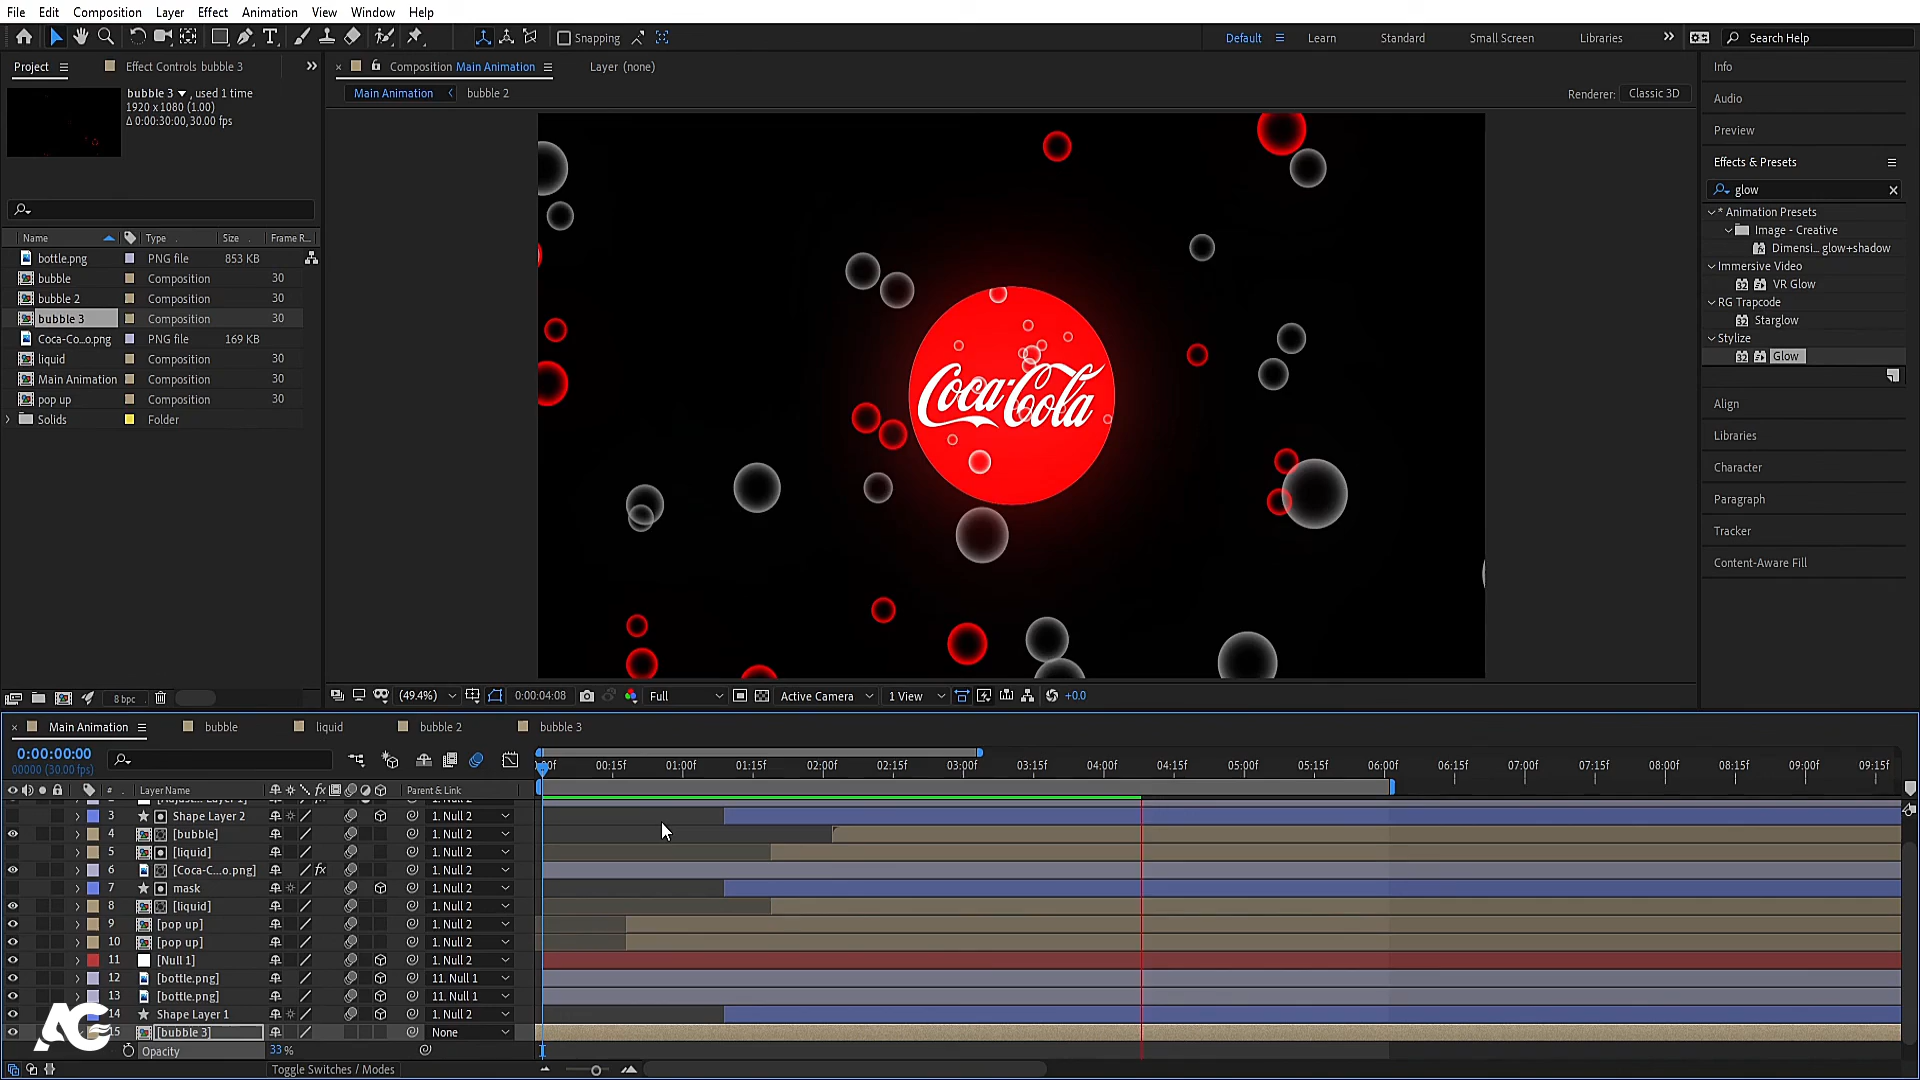 File Edit Composition Layer Effect Animation View Window Help
Snapping
Default Learn Standard Small Screen Libraries Search Help
Project Effect Controls bubble 3
Composition Main Animation Layer (none)
Info
bubble 3 , used 1 time
1920 x 1080 (1.00)
Δ 0:00:30:00, 30.00 fps
Main Animation bubble 2
Renderer: Classic 3D
Audio
Preview
Effects & Presets
glow
* Animation Presets
Image - Creative
Dimensi... glow+shadow
Immersive Video
VR Glow
RG Trapcode
Starglow
Stylize
Glow
Align
Libraries
Character
Paragraph
Tracker
Content-Aware Fill
Name Type Size Frame R...
bottle.png PNG file 853 KB
bubble Composition 30
bubble 2 Composition 30
bubble 3 Composition 30
Coca-Co...o.png PNG file 169 KB
liquid Composition 30
Main Animation Composition 30
pop up Composition 30
Solids Folder
Coca-Cola
8 bpc
(49.4%) 0:00:04:08 Full Active Camera 1 View +0.0
Main Animation bubble liquid bubble 2 bubble 3
0:00:00:00
00000 (30.00 fps)
00:15f 01:00f 01:15f 02:00f 02:15f 03:00f 03:15f 04:00f 04:15f 05:00f 05:15f 06:00f 06:15f 07:00f 07:15f 08:00f 08:15f 09:00f 09:15f
# Layer Name Parent & Link
3 Shape Layer 2 1. Null 2
4 [bubble] 1. Null 2
5 [liquid] 1. Null 2
6 [Coca-C...o.png] fx 1. Null 2
7 mask 1. Null 2
8 [liquid] 1. Null 2
9 [pop up] 1. Null 2
10 [pop up] 1. Null 2
11 [Null 1] 1. Null 2
12 [bottle.png] 11. Null 1
13 [bottle.png] 11. Null 1
14 Shape Layer 1 1. Null 2
15 [bubble 3] None
Opacity 33 %
Toggle Switches / Modes